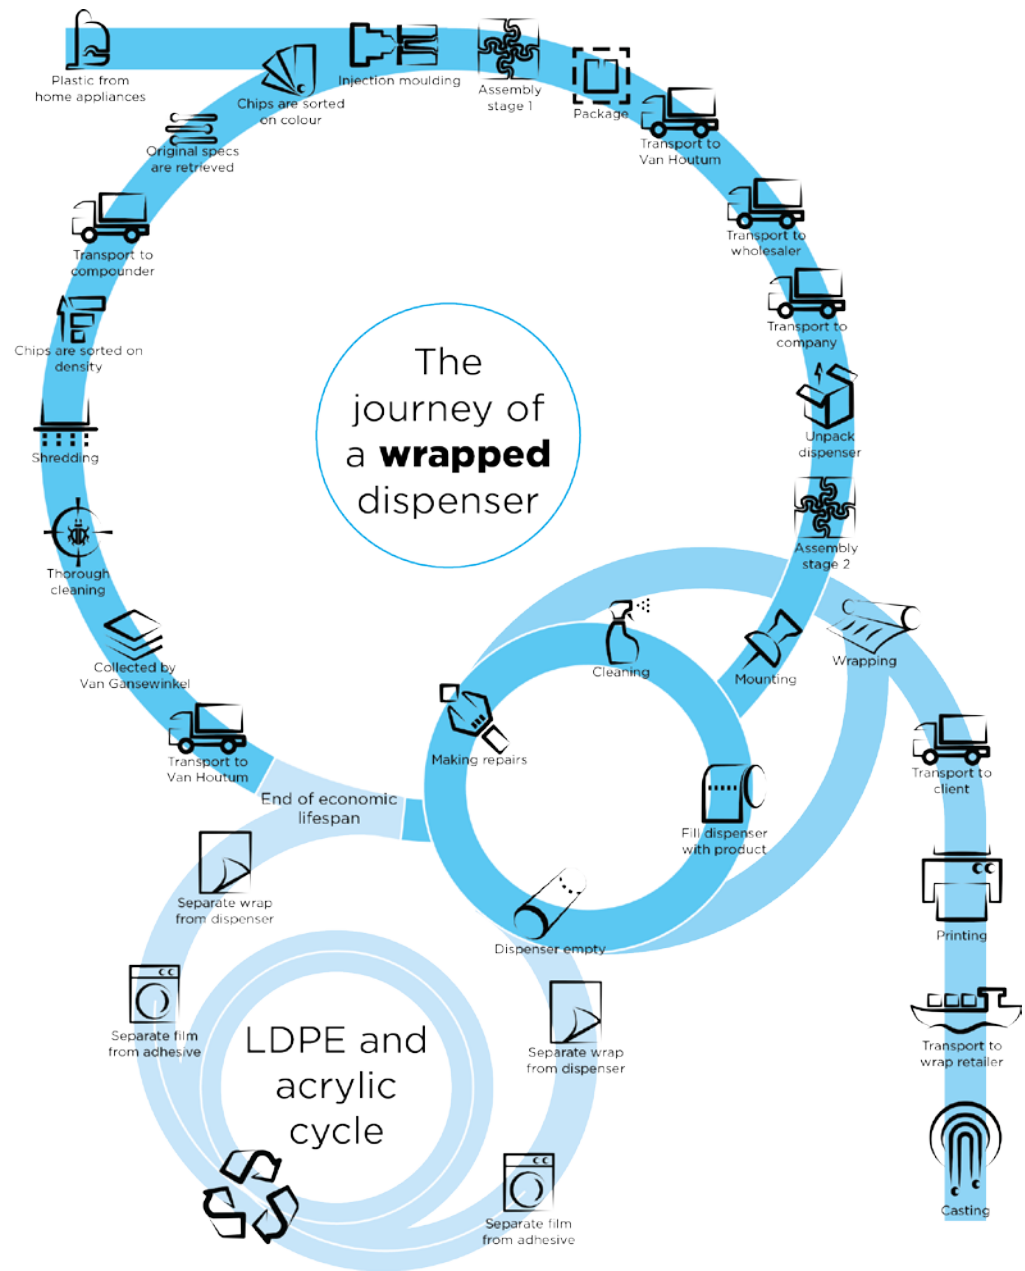 Plastic from
home appliances
Chips are sorted
on colour
Injection moulding
Assembly
stage 1
Package
Transport to
Van Houtum
Original specs
are retrieved
Transport to
wholesaler
Transport to
compounder
Transport to
company
Chips are sorted on
density
The
journey of
a wrapped
dispenser
Unpack
dispenser
Shredding
Assembly
stage 2
Thorough
cleaning
Collected by
Van Gansewinkel
Cleaning
Mounting
Wrapping
Transport to
Van Houtum
Making repairs
Transport to
client
End of economic
lifespan
Fill dispenser
with product
Separate wrap
from dispenser
Dispenser empty
Printing
Separate film
from adhesive
LDPE and
acrylic
cycle
Separate wrap
from dispenser
Transport to
wrap retailer
Separate film
from adhesive
Casting